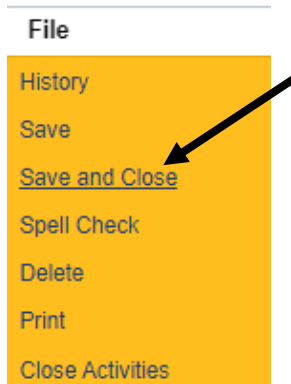 File
History
Save
Save and Close
Spell Check
Delete
Print
Close Activities